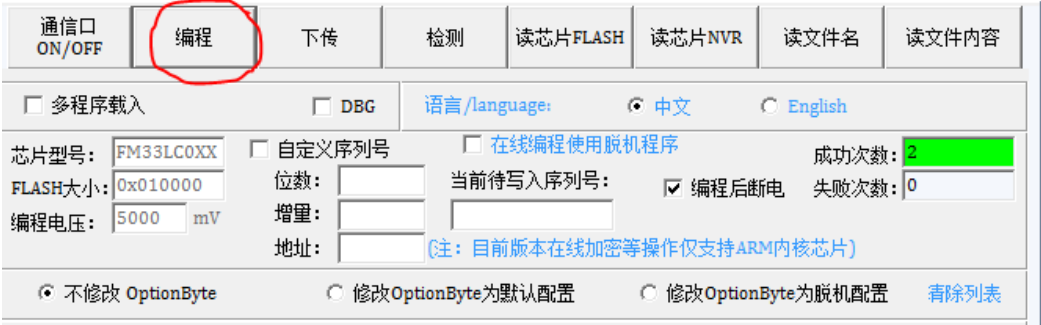 通信口 ON/OFF 编程 下传 检测 读芯片FLASH 读芯片NVR 读文件名 读文件内容
多程序载入 DBG 语言/language: 中文 English
芯片型号: FM33LC0XX 自定义序列号 在线编程使用脱机程序 成功次数: 2
FLASH大小: 0x010000 位数: 当前待写入序列号: 编程后断电 失败次数: 0
编程电压: 5000 mV 增量:
地址: (注: 目前版本在线加密等操作仅支持ARM内核芯片)
不修改 OptionByte 修改OptionByte为默认配置 修改OptionByte为脱机配置 清除列表